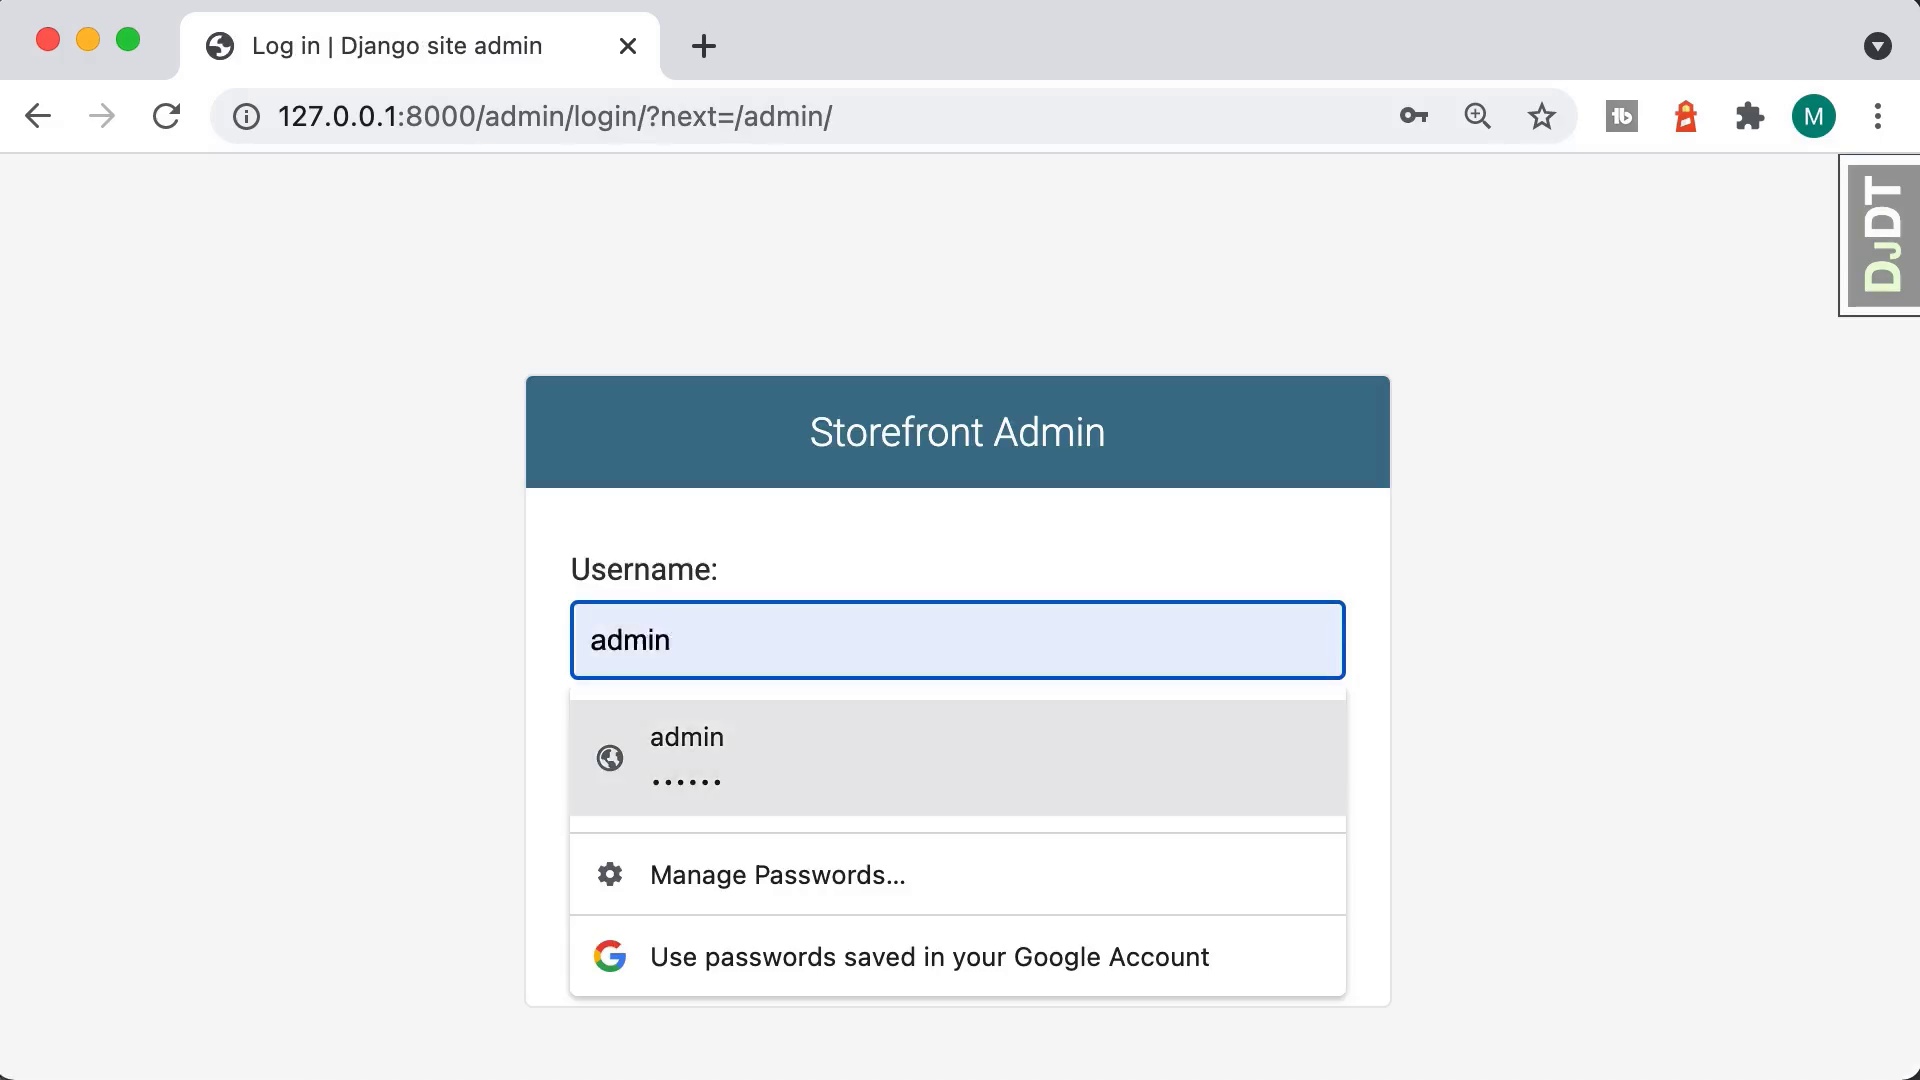 Log in | Django site admin
127.0.0.1:8000/admin/login/?next=/admin/
tb
M
DJDT
Storefront Admin
Username:
admin
admin
••••••
Manage Passwords...
Use passwords saved in your Google Account